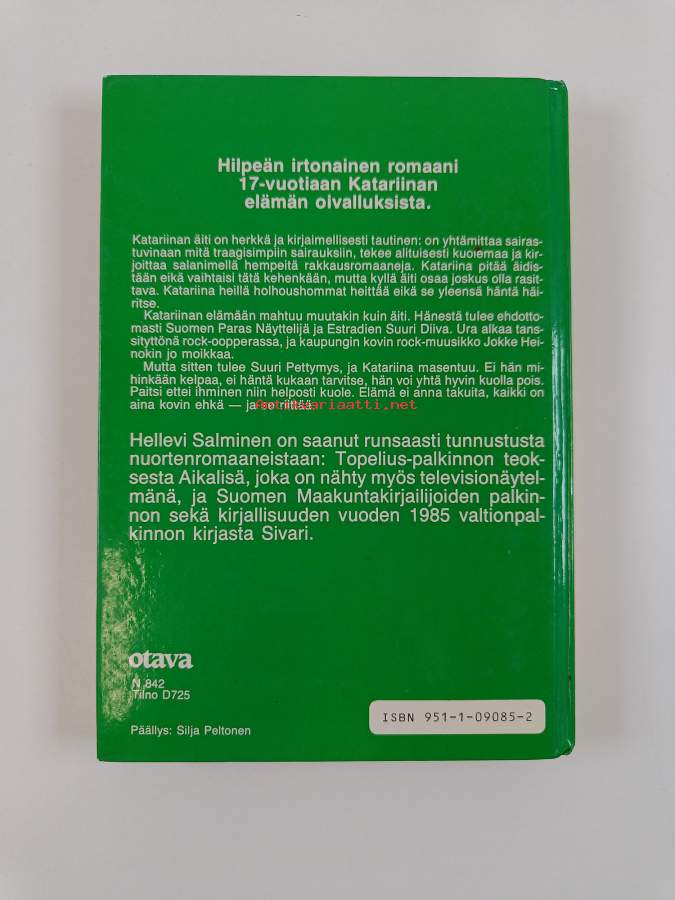 Hilpeän irtonainen romaani
17-vuotiaan Katariinan
elämän oivalluksista.
Katariinan äiti on herkkä ja kirjaimellisesti tautinen: on yhtämittaa sairas-
tuvinaan mitä traagisimpiin sairauksiin, tekee alituisesti kuolemaa ja kir-
joittaa salanimellä hempeitä rakkausromaaneja. Katariina pitää äidis-
tään eikä vaihtaisi tätä kehenkään, mutta kyllä äiti osaa joskus olla rasit-
tava. Katariina heillä holhoushommat heittää eikä se yleensä häntä häi-
ritse.
Katariinan elämään mahtuu muutakin kuin äiti. Hänestä tulee ehdotto-
masti Suomen Paras Näyttelijä ja Estradien Suuri Diiva. Ura alkaa tans-
sityttönä rock-oopperassa, ja kaupungin kovin rock-muusikko Jokke Hei-
nokin jo moikkaa.
Mutta sitten tulee Suuri Pettymys, ja Katariina masentuu. Ei hän mi-
hinkään kelpaa, ei häntä kukaan tarvitse, hän voi yhtä hyvin kuolla pois.
Paitsi ettei ihminen niin helposti kuole. Elämä ei anna takuita, kaikki on
aina kovin ehkä — ja se riittää.
antikvariaatti.net
Hellevi Salminen on saanut runsaasti tunnustusta
nuortenromaaneistaan: Topelius-palkinnon teok-
sesta Aikalisä, joka on nähty myös televisionäytel-
mänä, ja Suomen Maakuntakirjailijoiden palkin-
non sekä kirjallisuuden vuoden 1985 valtionpal-
kinnon kirjasta Sivari.
otava
N 842
Tilno D725
ISBN 951-1-09085-2
Päällys: Silja Peltonen